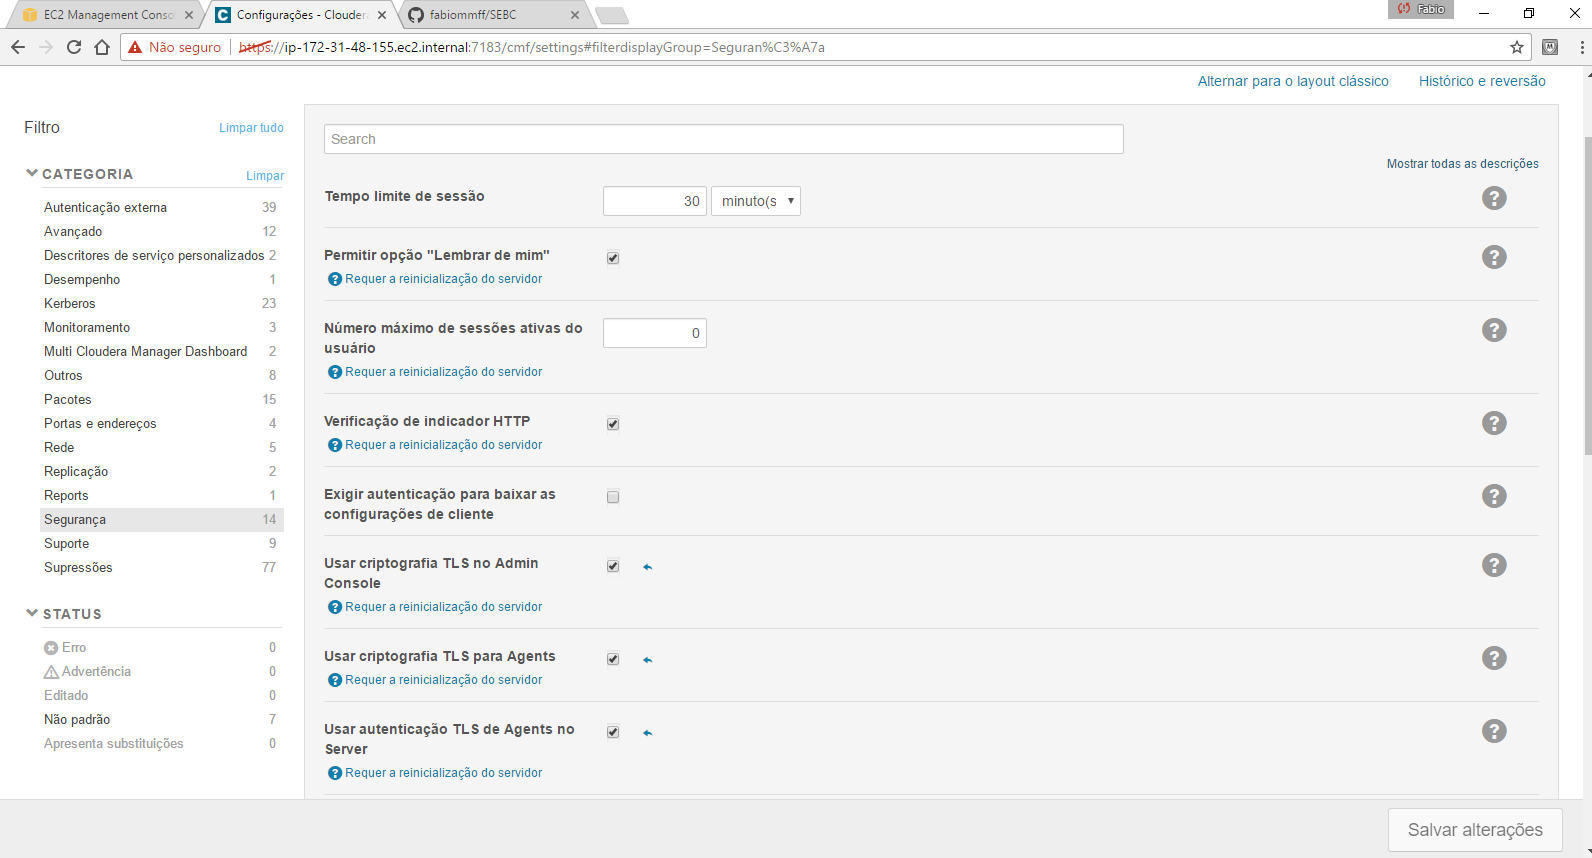 EC2 Management Conso
Configurações - Cloudera
fabiommff/SEBC
Fabio
Não seguro
https://ip-172-31-48-155.ec2.internal:7183/cmf/settings#filterdisplayGroup=Seguran%C3%A7a
Alternar para o layout clássico
Histórico e reversão
Filtro
Limpar tudo
CATEGORIA
Limpar
Autenticação externa 39
Avançado 12
Descritores de serviço personalizados 2
Desempenho 1
Kerberos 23
Monitoramento 3
Multi Cloudera Manager Dashboard 2
Outros 8
Pacotes 15
Portas e endereços 4
Rede 5
Replicação 2
Reports 1
Segurança 14
Suporte 9
Supressões 77
STATUS
Erro 0
Advertência 0
Editado 0
Não padrão 7
Apresenta substituições 0
Search
Mostrar todas as descrições
Tempo limite de sessão
30 minuto(s
?
Permitir opção "Lembrar de mim"
?
? Requer a reinicialização do servidor
Número máximo de sessões ativas do
usuário
0
?
? Requer a reinicialização do servidor
Verificação de indicador HTTP
?
? Requer a reinicialização do servidor
Exigir autenticação para baixar as
configurações de cliente
?
Usar criptografia TLS no Admin
Console
?
? Requer a reinicialização do servidor
Usar criptografia TLS para Agents
?
? Requer a reinicialização do servidor
Usar autenticação TLS de Agents no
Server
?
? Requer a reinicialização do servidor
Salvar alterações